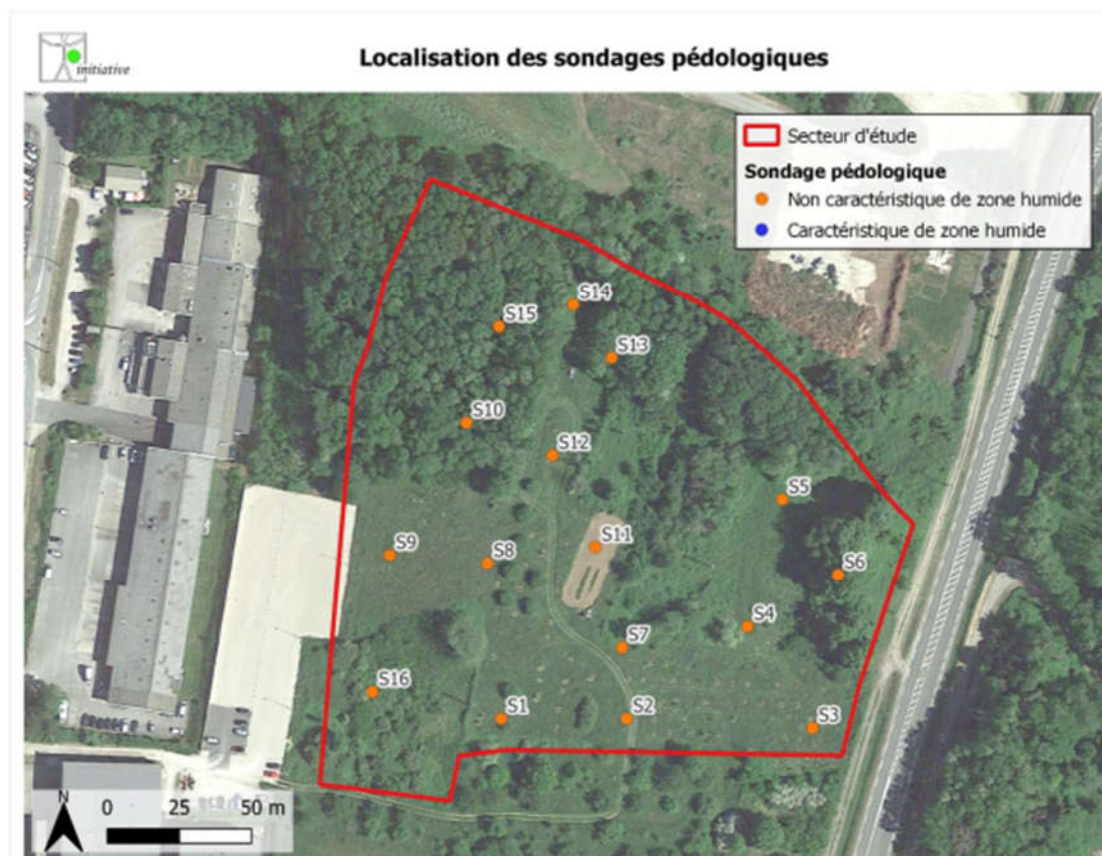 initiative
Localisation des sondages pédologiques
Secteur d'étude
Sondage pédologique
Non caractéristique de zone humide
Caractéristique de zone humide
S14
S15
S13
S10
S12
S5
S11
S9
S8
S6
S4
S7
S16
S1
S2
S3
N
0 25 50 m